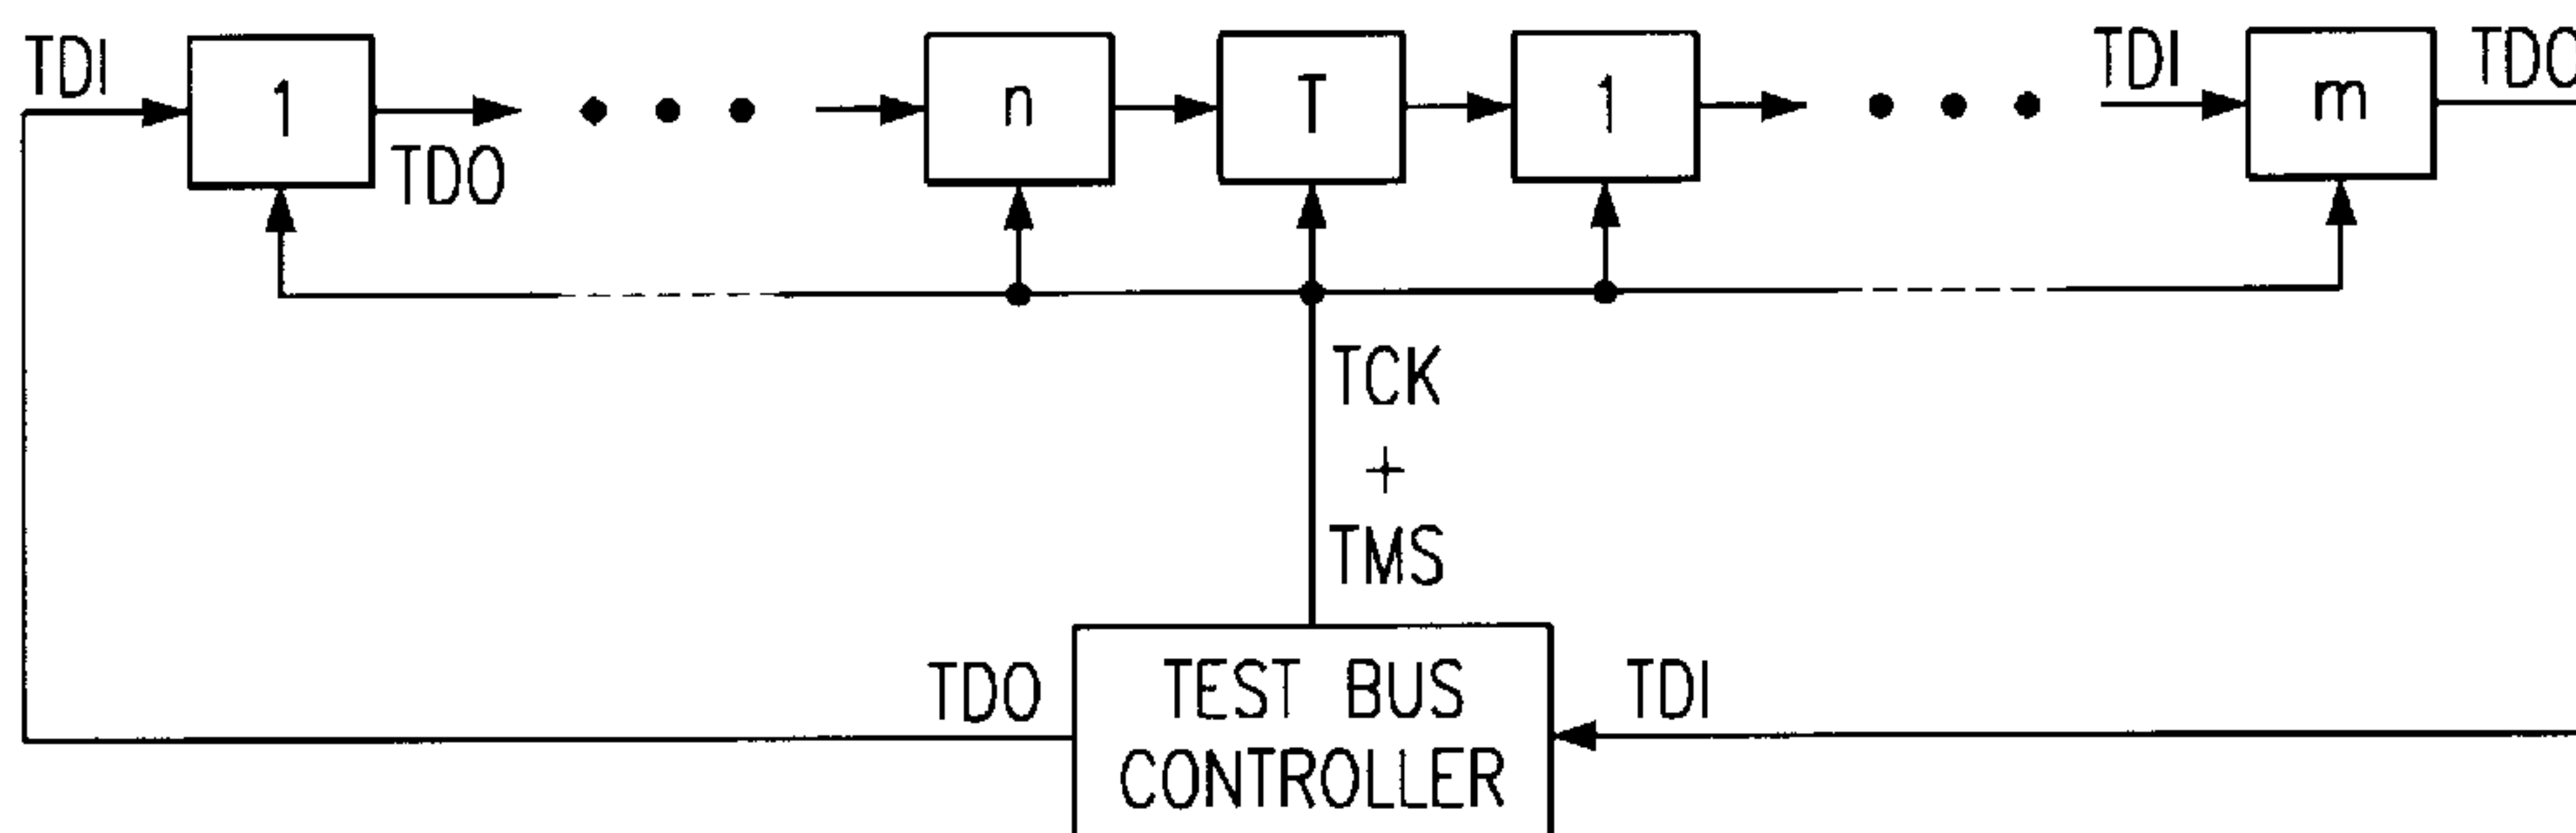 TDI
1
TDO
n
T
1
TDI
m
TDO
TCK
+
TMS
TDO
TEST BUS
CONTROLLER
TDI